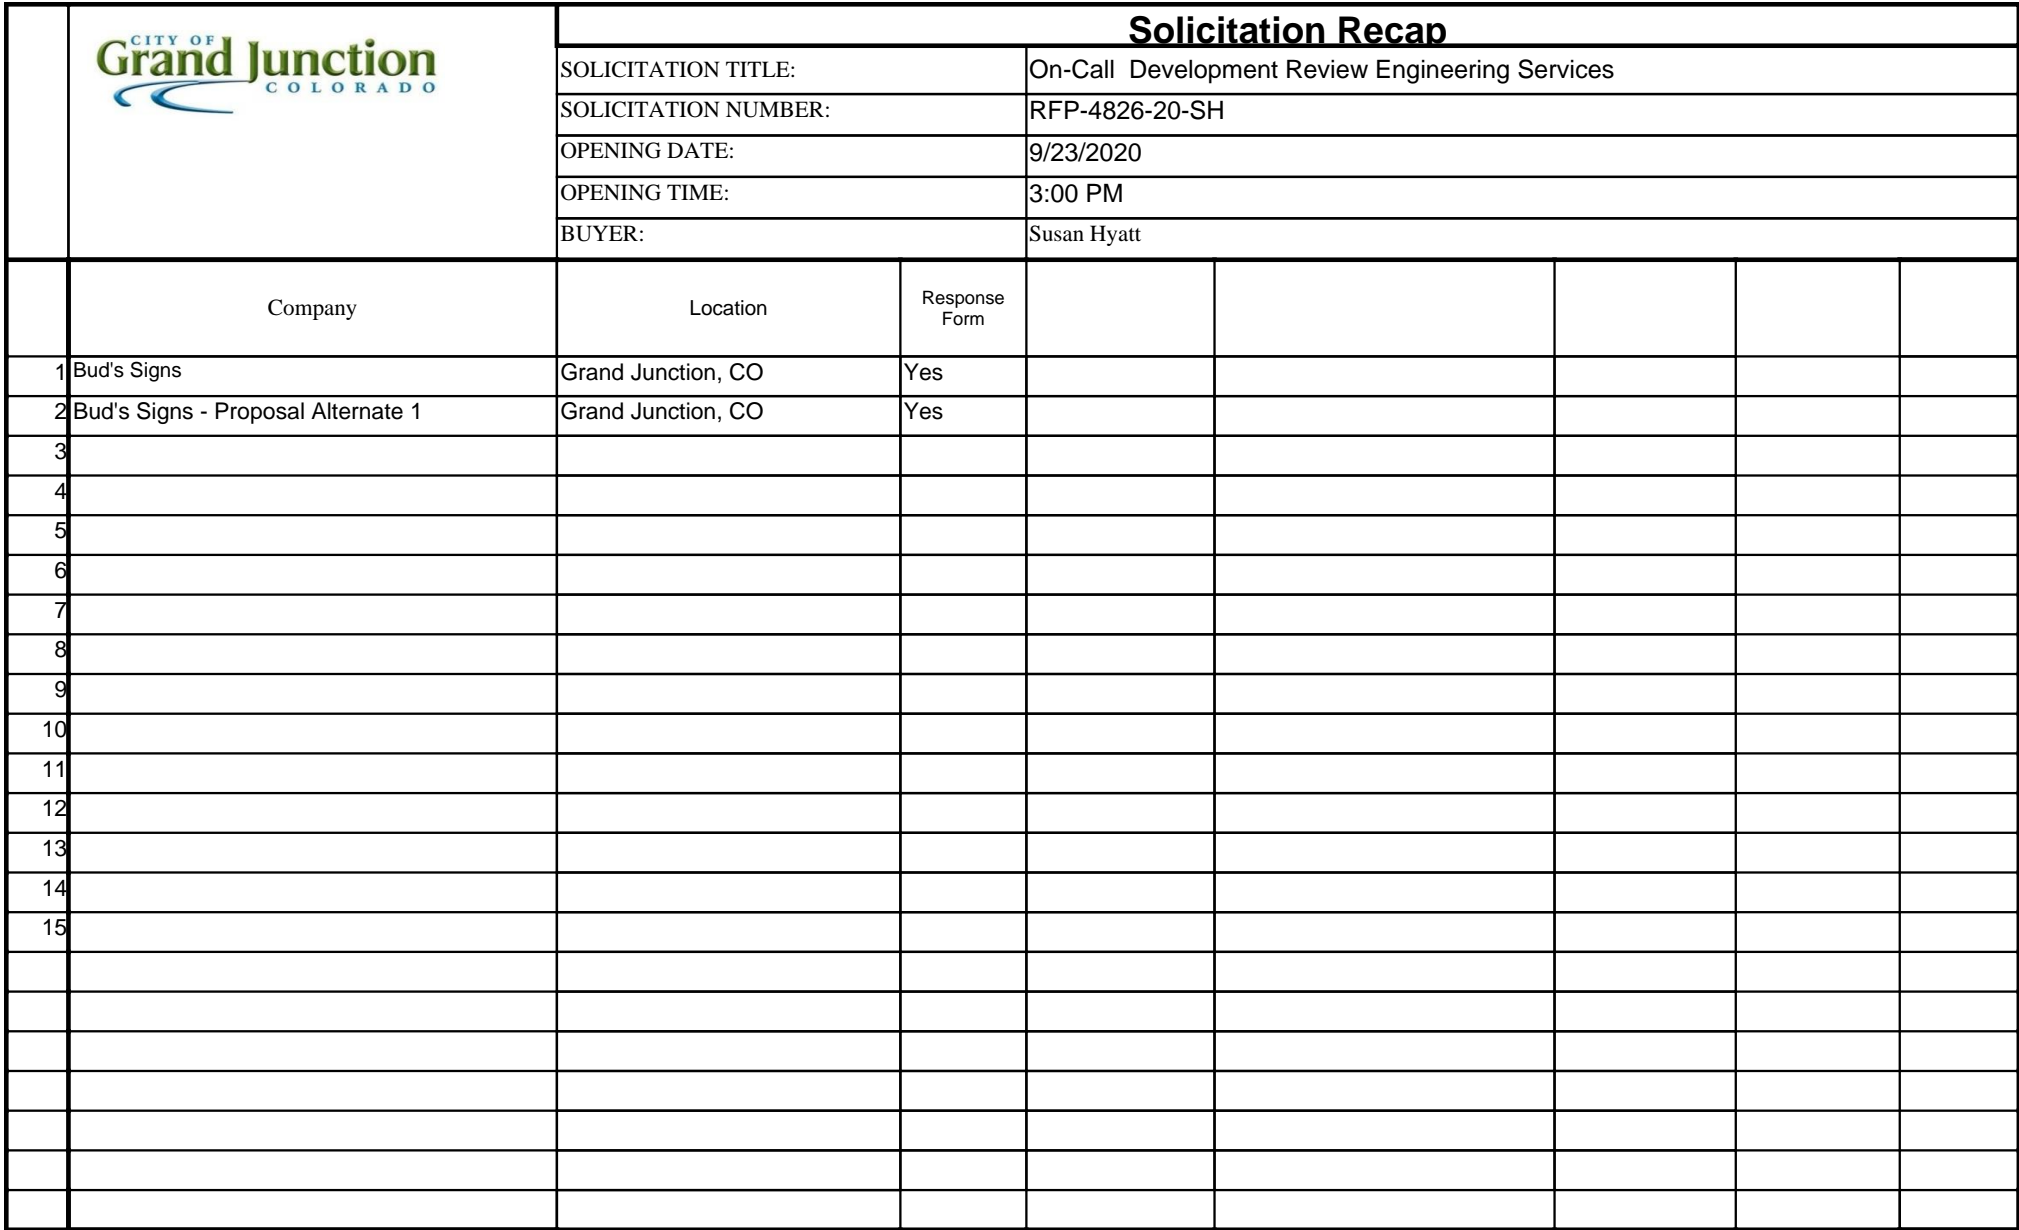 CITY OF
Grand Junction
COLORADO
Solicitation Recap
SOLICITATION TITLE: On-Call  Development Review Engineering Services
SOLICITATION NUMBER: RFP-4826-20-SH
OPENING DATE: 9/23/2020
OPENING TIME: 3:00 PM
BUYER: Susan Hyatt
Company Location Response Form
1 Bud's Signs Grand Junction, CO Yes
2 Bud's Signs - Proposal Alternate 1 Grand Junction, CO Yes
3
4
5
6
7
8
9
10
11
12
13
14
15